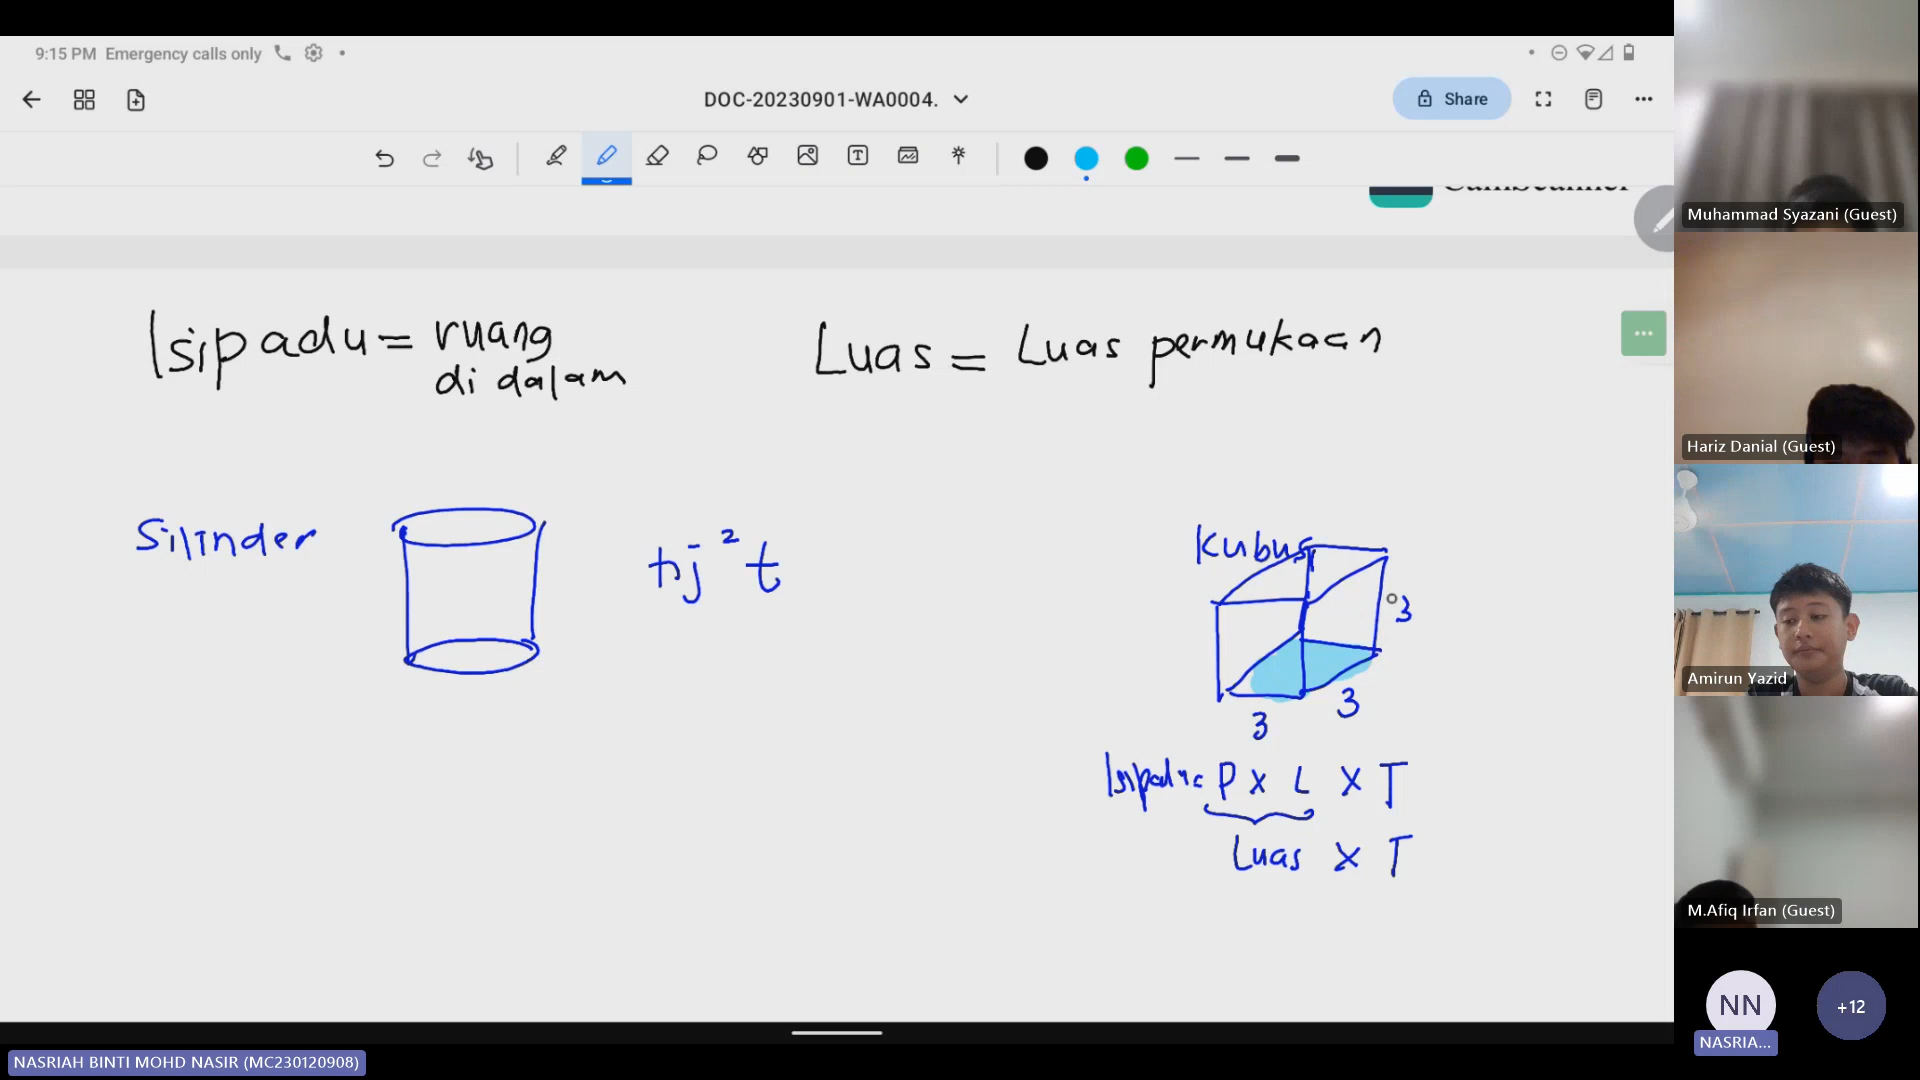 9:15 PM Emergency calls only
DOC-20230901-WA0004.
Share
CamScanner
Isipadu = ruang
di dalam
Luas = Luas permukaan
Silinder
πj²t
Kubus
3
3
3
Isipadu = P x L x T
Luas x T
Muhammad Syazani (Guest)
Hariz Danial (Guest)
Amirun Yazid
M.Afiq Irfan (Guest)
NN
+12
NASRIA...
NASRIAH BINTI MOHD NASIR (MC230120908)